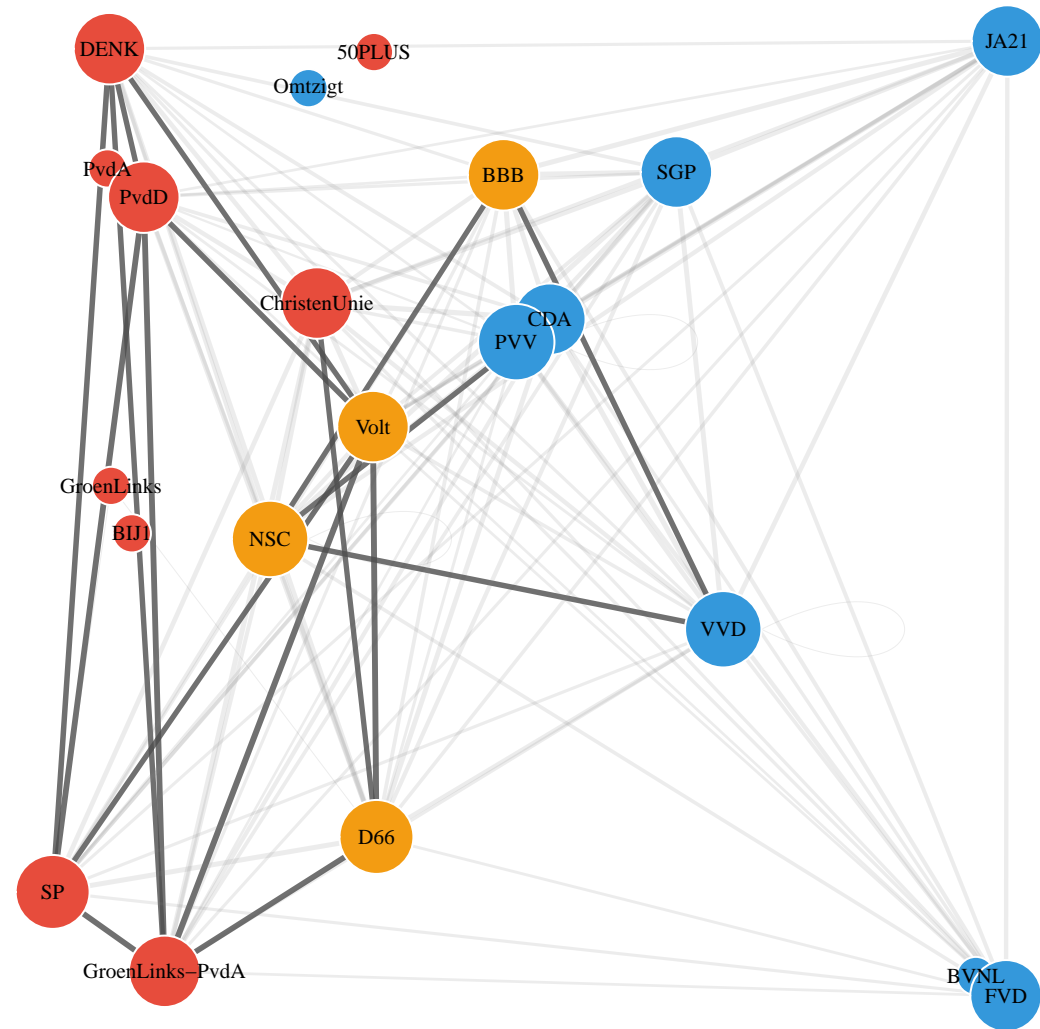 JA21
DENK
50PLUS
Omtzigt
PvdA
SGP
BBB
PvdD
ChristenUnie
CDA
PVV
Volt
GroenLinks
BIJ1
NSC
VVD
D66
SP
GroenLinks−PvdA
BVNL
FVD